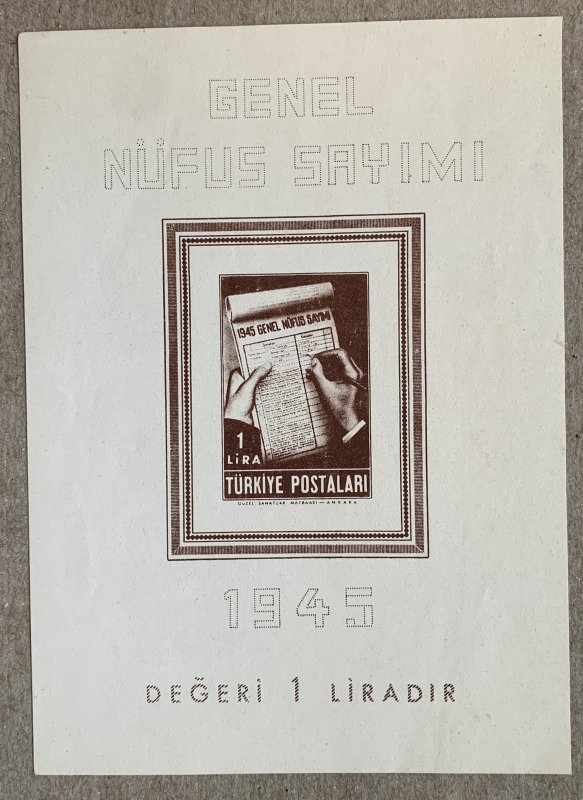 GENEL
NÜFUS SAYIMI
1945 GENEL NÜFUS SAYIMI
1
LİRA
TÜRKİYE POSTALARI
GÜZEL SANATLAR MATBAASI — ANKARA
1945
DEĞERİ 1 LİRADIR